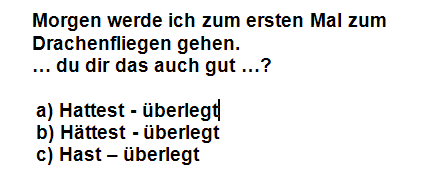 Morgen werde ich zum ersten Mal zum
Drachenfliegen gehen.
… du dir das auch gut …?
a) Hattest - überlegt
b) Hättest - überlegt
c) Hast – überlegt